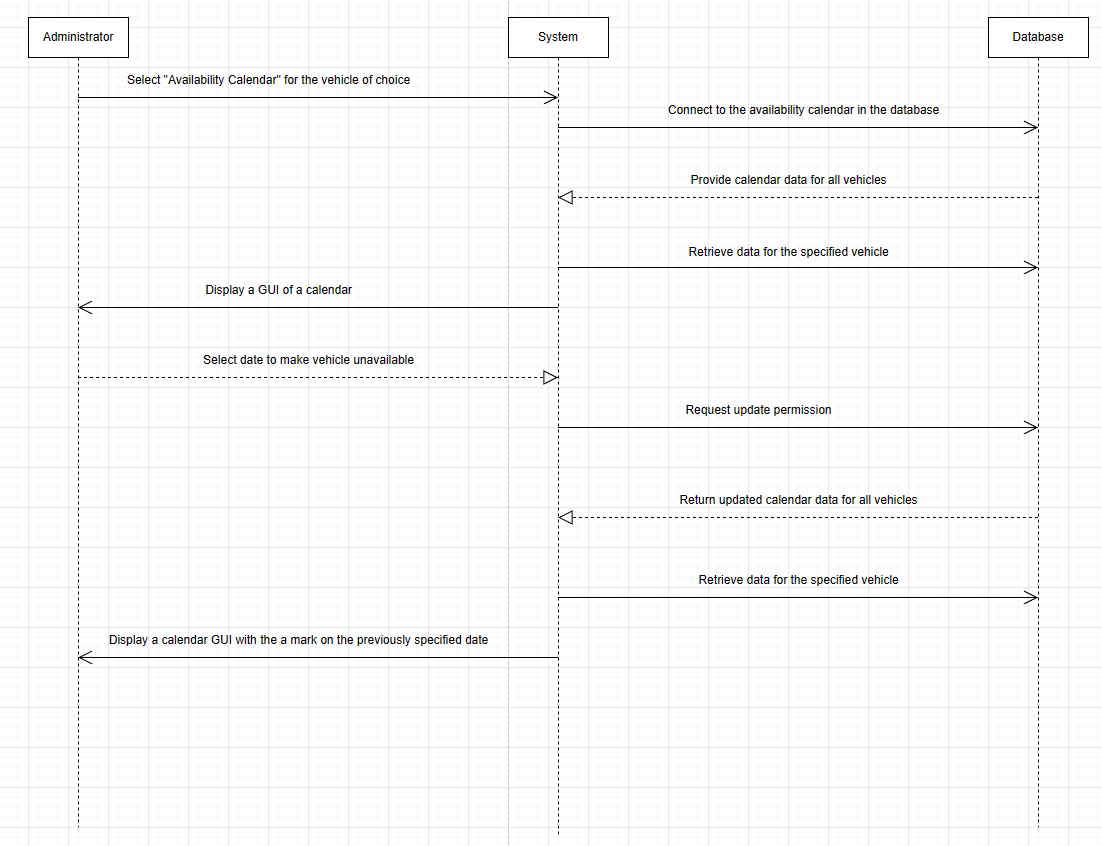 Administrator
System
Database
Select "Availability Calendar" for the vehicle of choice
Connect to the availability calendar in the database
Provide calendar data for all vehicles
Retrieve data for the specified vehicle
Display a GUI of a calendar
Select date to make vehicle unavailable
Request update permission
Return updated calendar data for all vehicles
Retrieve data for the specified vehicle
Display a calendar GUI with the a mark on the previously specified date